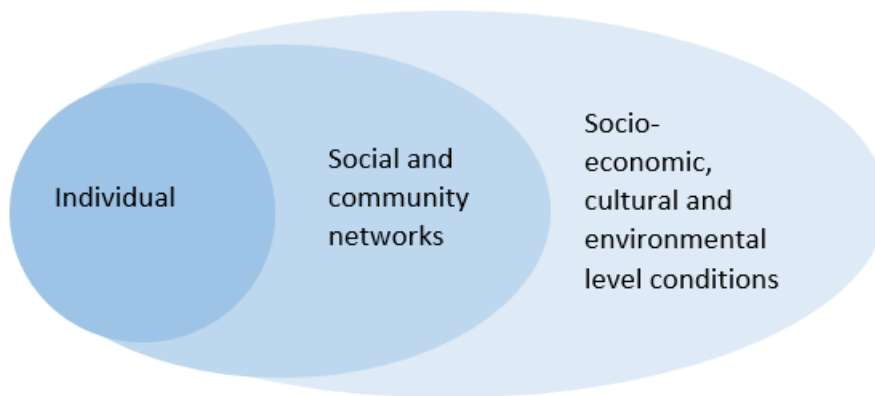 Individual
Social and
community
networks
Socio-
economic,
cultural and
environmental
level conditions